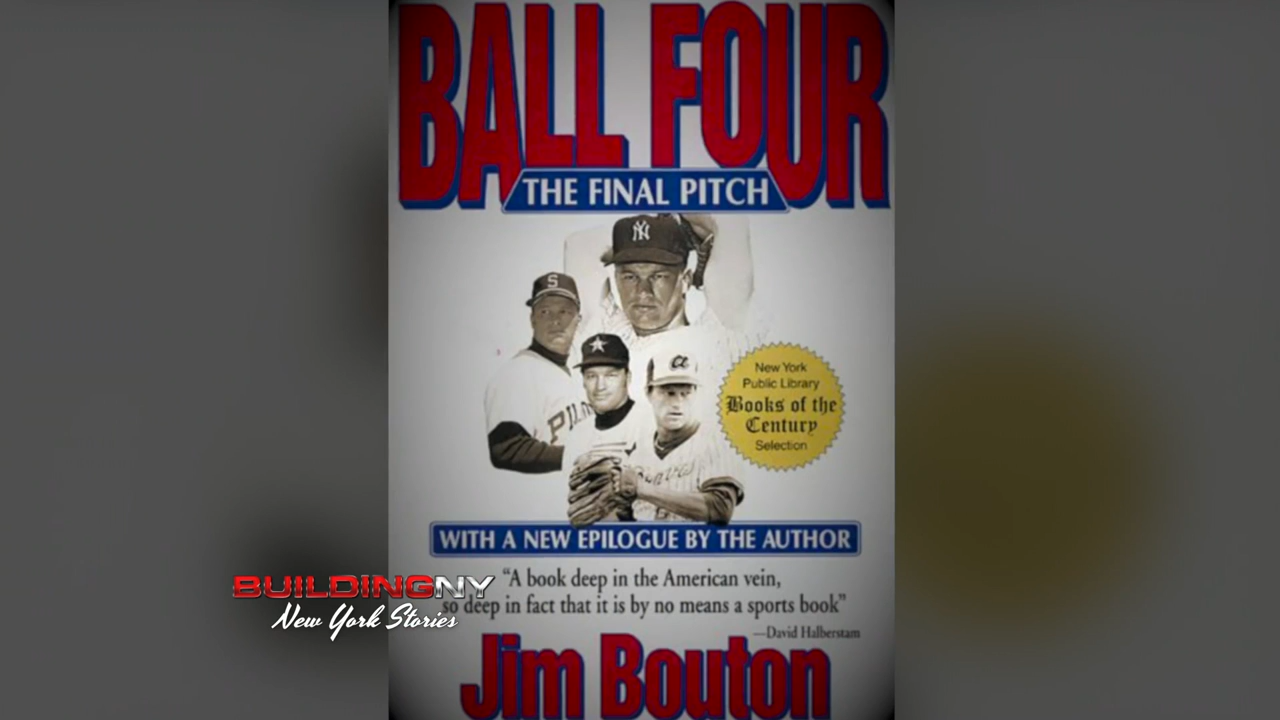 BALL FOUR
THE FINAL PITCH
NY
S
PIL
New York
Public Library
Books of the
Century
Selection
WITH A NEW EPILOGUE BY THE AUTHOR
"A book deep in the American vein,
so deep in fact that it is by no means a sports book"
—David Halberstam
Jim Bouton
BUILDINGNY
New York Stories